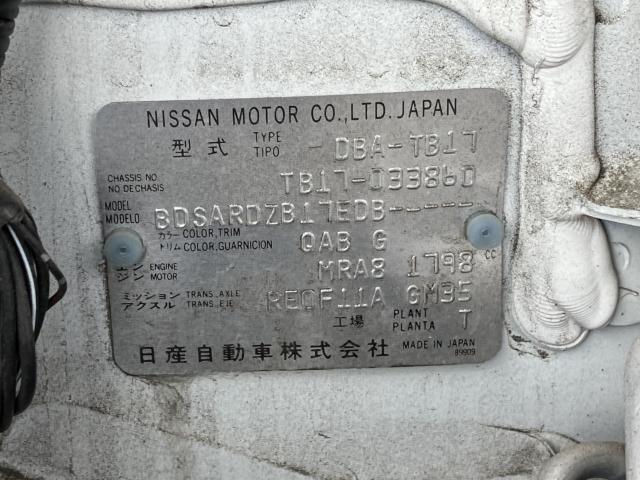 NISSAN MOTOR CO.,LTD. JAPAN
型式 TYPE TIPO DBA-TB17
CHASSIS NO NO DE CHASIS TB17-033860
MODEL MODELO BDSARDZB17EDB-----
カラー トリム COLOR, TRIM COLOR, GUARNICION QAB G
エンジン ENGINE MOTOR MRA8 1798 CC
ミッション アクスル TRANS. AXLE TRANS. EJE RE0F11A GM35
工場 PLANT PLANTA T
日産自動車株式会社 MADE IN JAPAN
89909